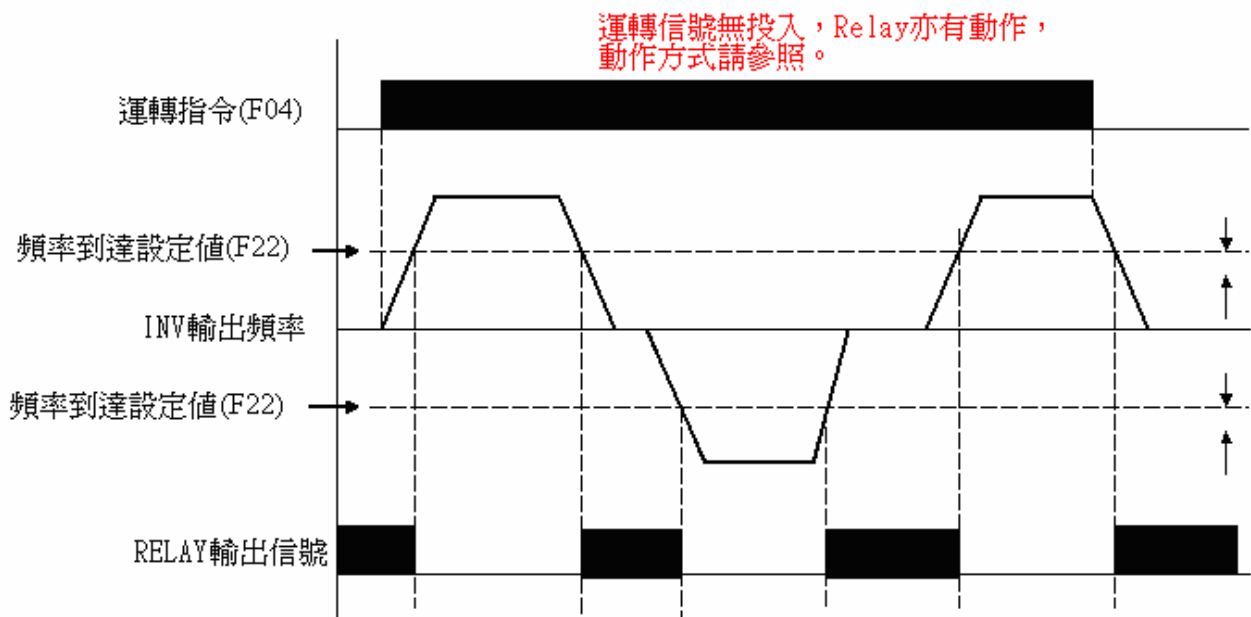 運轉信號無投入，Relay亦有動作，
動作方式請參照。
運轉指令(F04)
頻率到達設定值(F22)
INV輸出頻率
頻率到達設定值(F22)
RELAY輸出信號